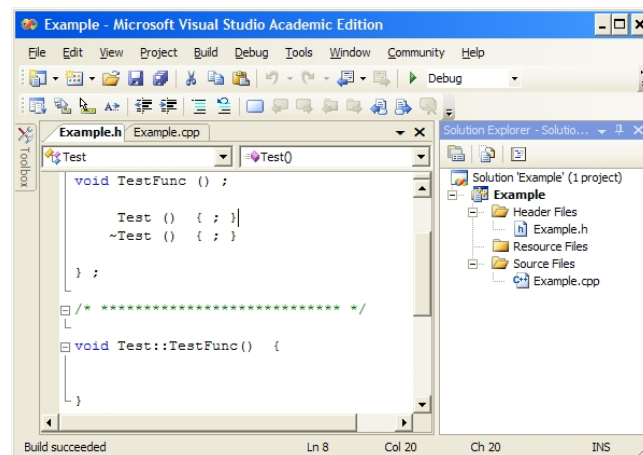 Example - Microsoft Visual Studio Academic Edition
File Edit View Project Build Debug Tools Window Community Help
Debug
Toolbox
Example.h Example.cpp
Test Test()
void TestFunc () ;
Test () { ; }
~Test () { ; }
} ;
/* **************************** */
void Test::TestFunc() {
}
Solution Explorer - Solutio...
Solution 'Example' (1 project)
Example
Header Files
Example.h
Resource Files
Source Files
Example.cpp
Build succeeded Ln 8 Col 20 Ch 20 INS